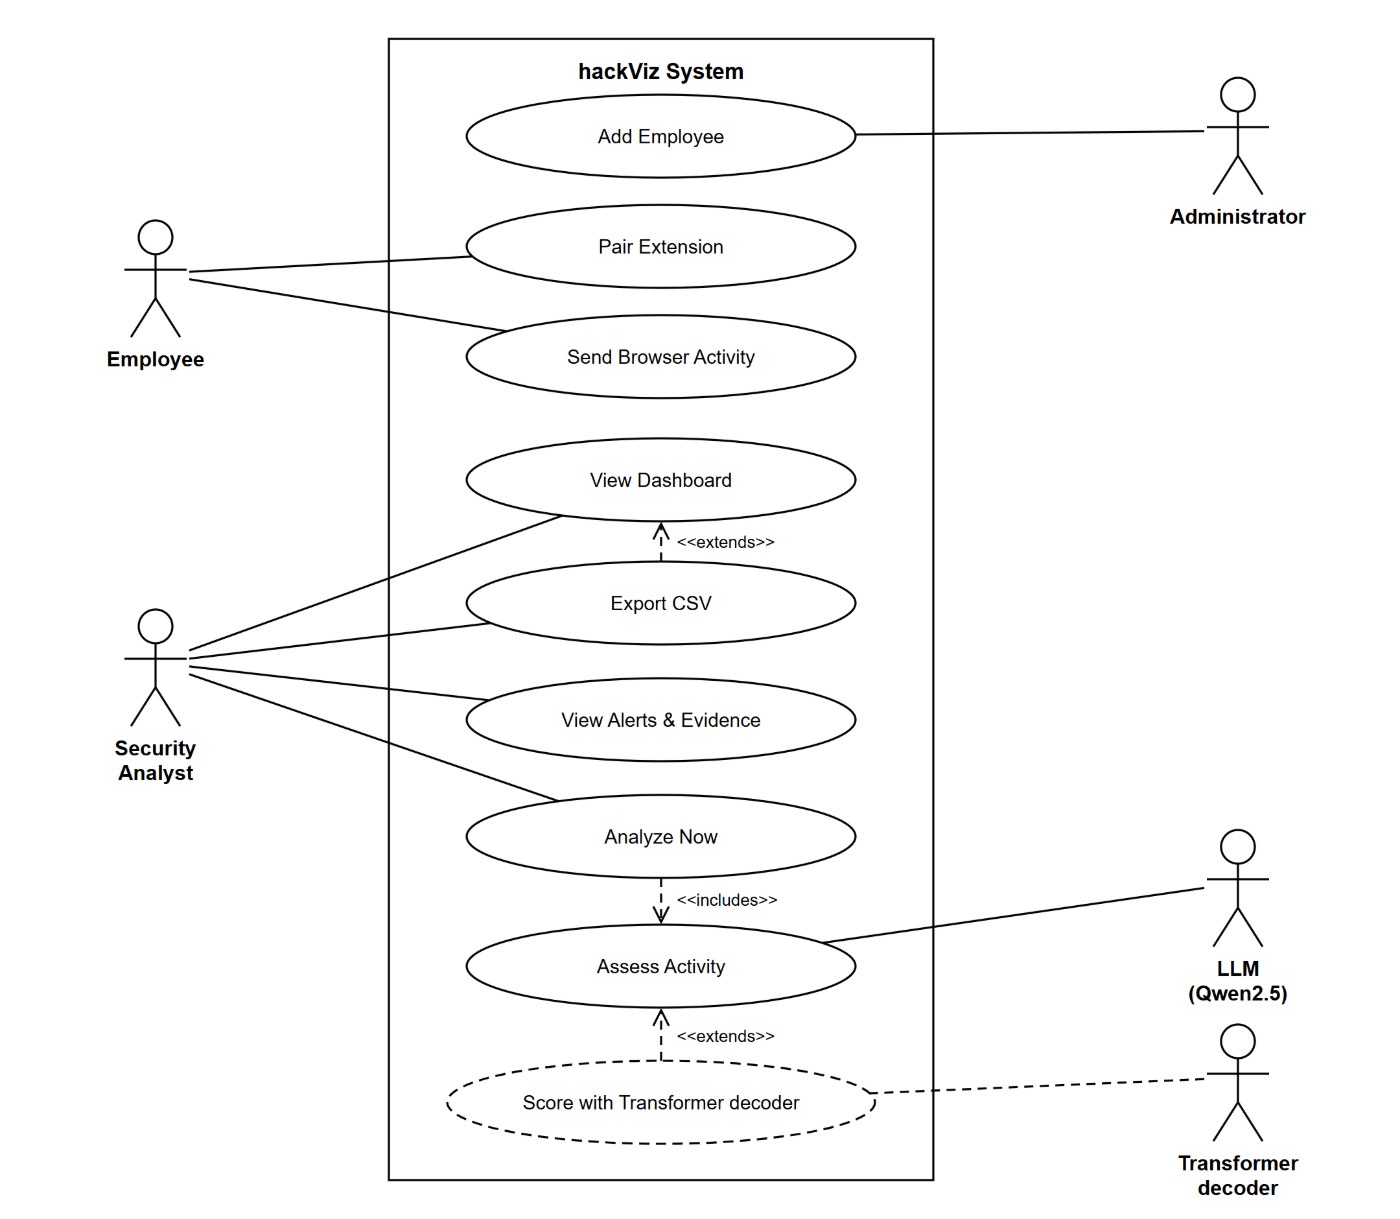 hackViz System
Add Employee
Administrator
Pair Extension
Employee
Send Browser Activity
View Dashboard
<<extends>>
Export CSV
Security
Analyst
View Alerts & Evidence
Analyze Now
<<includes>>
Assess Activity
LLM
(Qwen2.5)
<<extends>>
Score with Transformer decoder
Transformer
decoder